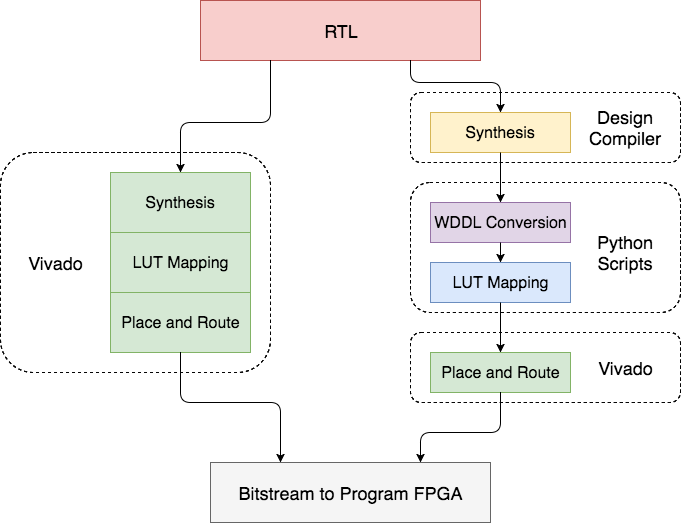 RTL
Vivado
Synthesis
LUT Mapping
Place and Route
Synthesis
Design
Compiler
WDDL Conversion
LUT Mapping
Python
Scripts
Place and Route
Vivado
Bitstream to Program FPGA